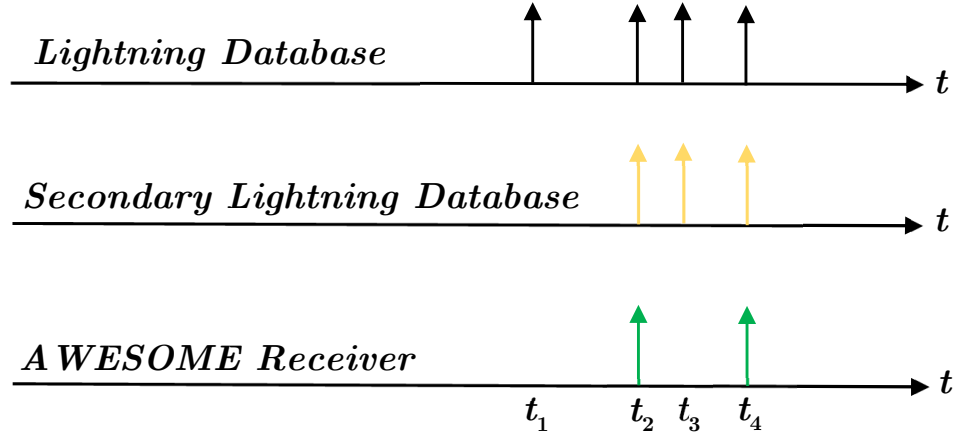 Lightning Database
t
Secondary Lightning Database
t
AWESOME Receiver
t
t₁ t₂ t₃ t₄